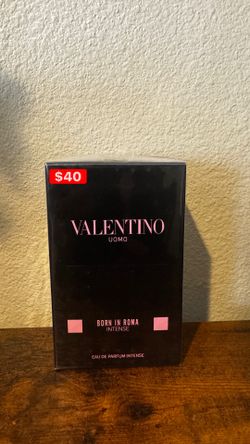 $40
VALENTINO
UOMO
BORN IN ROMA
INTENSE
EAU DE PARFUM INTENSE